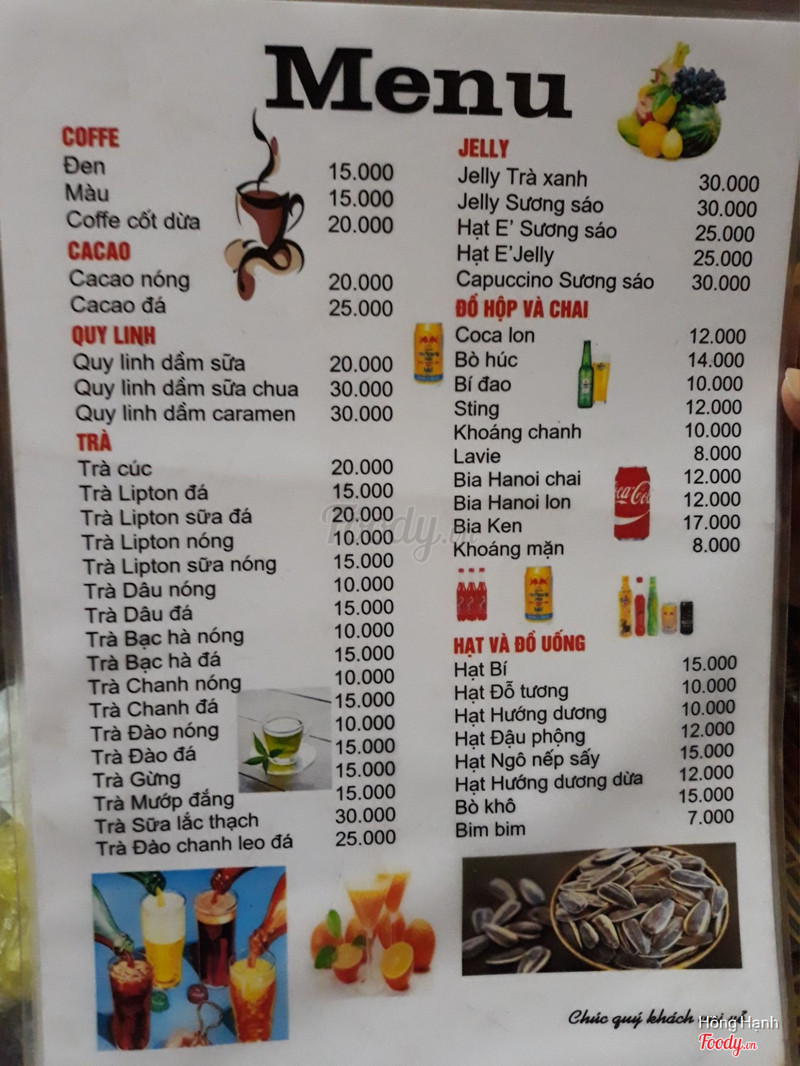 Menu
COFFE
Đen 15.000
Màu 15.000
Coffe cốt dừa 20.000
CACAO
Cacao nóng 20.000
Cacao đá 25.000
QUY LINH
Quy linh dầm sữa 20.000
Quy linh dầm sữa chua 30.000
Quy linh dầm caramen 30.000
TRÀ
Trà cúc 20.000
Trà Lipton đá 15.000
Trà Lipton sữa đá 20.000
Trà Lipton nóng 10.000
Trà Lipton sữa nóng 15.000
Trà Dâu nóng 10.000
Trà Dâu đá 15.000
Trà Bạc hà nóng 10.000
Trà Bạc hà đá 15.000
Trà Chanh nóng 10.000
Trà Chanh đá 15.000
Trà Đào nóng 10.000
Trà Đào đá 15.000
Trà Gừng 15.000
Trà Mướp đắng 15.000
Trà Sữa lắc thạch 30.000
Trà Đào chanh leo đá 25.000
JELLY
Jelly Trà xanh 30.000
Jelly Sương sáo 30.000
Hạt E' Sương sáo 25.000
Hạt E'Jelly 25.000
Capuccino Sương sáo 30.000
ĐỒ HỘP VÀ CHAI
Coca lon 12.000
Bò húc 14.000
Bí đao 10.000
Sting 12.000
Khoáng chanh 10.000
Lavie 8.000
Bia Hanoi chai 12.000
Bia Hanoi lon 12.000
Bia Ken 17.000
Khoáng mặn 8.000
Coca-Cola
HẠT VÀ ĐỒ UỐNG
Hạt Bí 15.000
Hạt Đỗ tương 10.000
Hạt Hướng dương 10.000
Hạt Đậu phộng 12.000
Hạt Ngô nếp sấy 15.000
Hạt Hướng dương dừa 12.000
Bò khô 15.000
Bim bim 7.000
Foody.vn
Chúc quý khách
Hồng Hạnh
Foody.vn